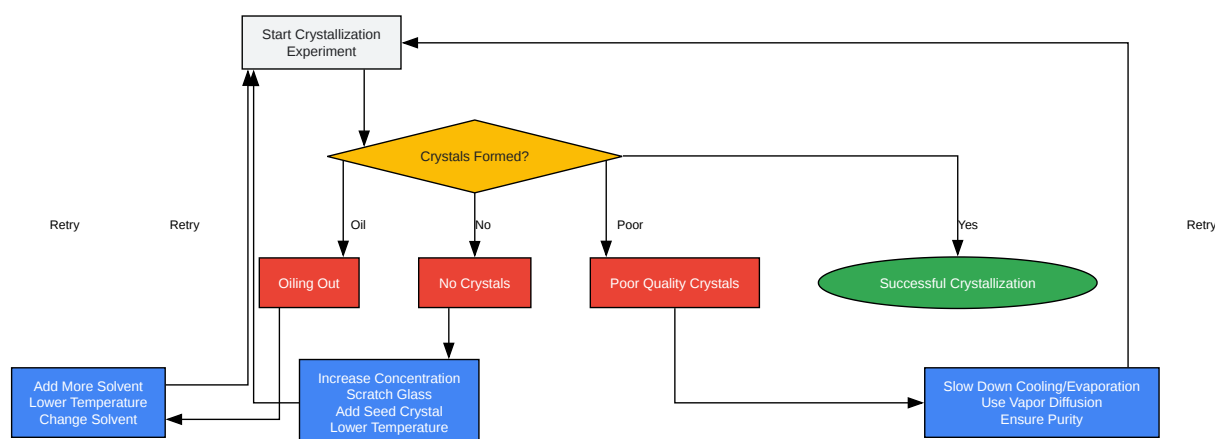 Start Crystallization
Experiment
Crystals Formed?
Retry
Retry
Oil
No
Poor
Yes
Retry
Oiling Out
No Crystals
Poor Quality Crystals
Successful Crystallization
Add More Solvent
Lower Temperature
Change Solvent
Increase Concentration
Scratch Glass
Add Seed Crystal
Lower Temperature
Slow Down Cooling/Evaporation
Use Vapor Diffusion
Ensure Purity